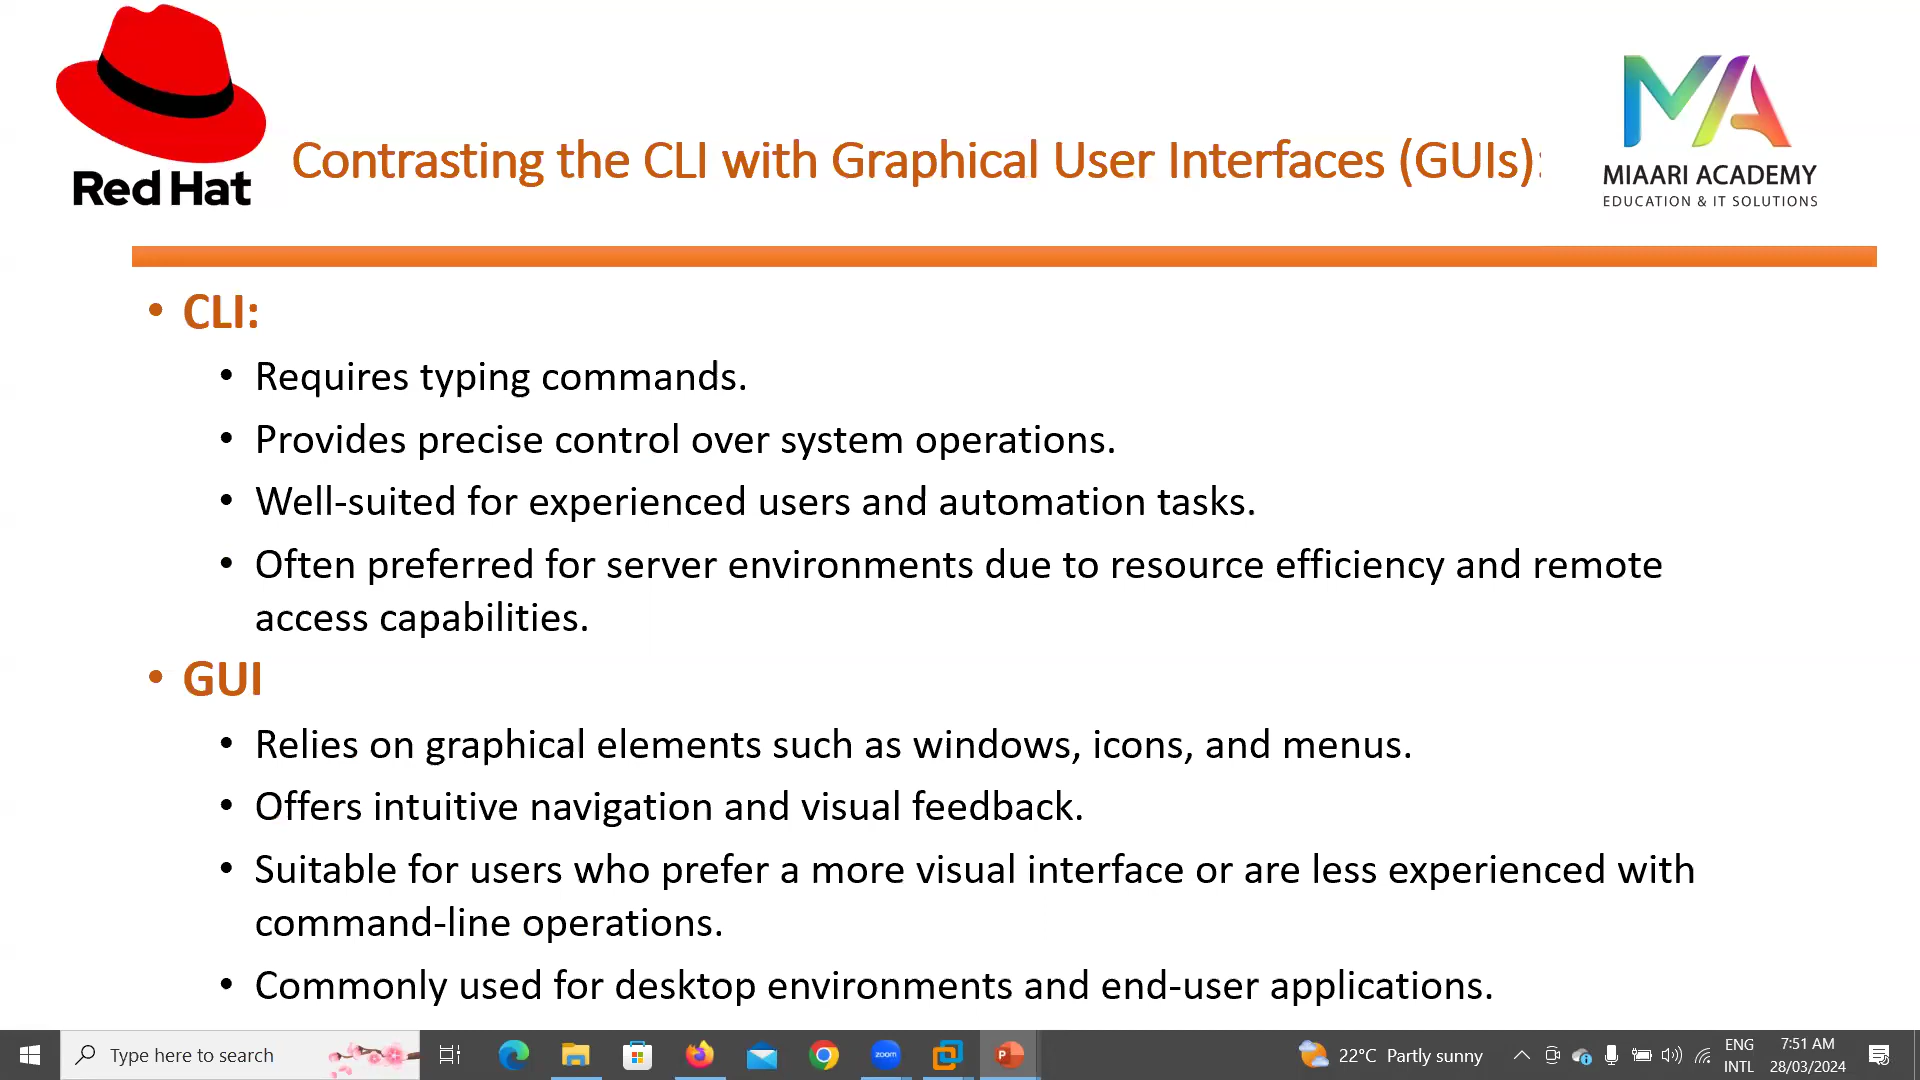 Red Hat
Contrasting the CLI with Graphical User Interfaces (GUIs):
MIAARI ACADEMY
EDUCATION & IT SOLUTIONS
• CLI:
• Requires typing commands.
• Provides precise control over system operations.
• Well-suited for experienced users and automation tasks.
• Often preferred for server environments due to resource efficiency and remote
access capabilities.
• GUI
• Relies on graphical elements such as windows, icons, and menus.
• Offers intuitive navigation and visual feedback.
• Suitable for users who prefer a more visual interface or are less experienced with
command-line operations.
• Commonly used for desktop environments and end-user applications.
Type here to search
zoom
22°C Partly sunny
ENG
INTL
7:51 AM
28/03/2024